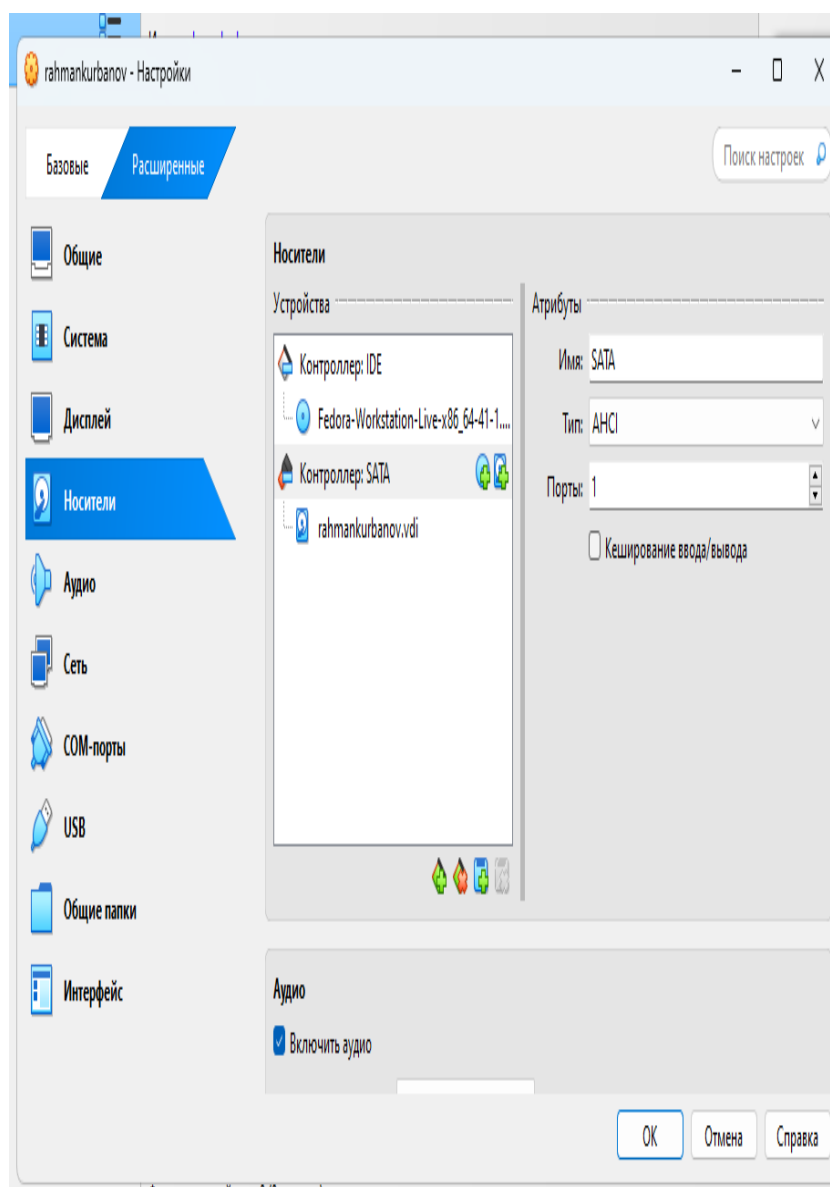 rahmankurbanov - Настройки
Базовые
Расширенные
Поиск настроек
Общие
Система
Дисплей
Носители
Аудио
Сеть
COM-порты
USB
Общие папки
Интерфейс
Носители
Устройства
Контроллер: IDE
Fedora-Workstation-Live-x86_64-41-1....
Контроллер: SATA
rahmankurbanov.vdi
Атрибуты
Имя: SATA
Тип: AHCI
Порты: 1
Кеширование ввода/вывода
Аудио
Включить аудио
OK
Отмена
Справка